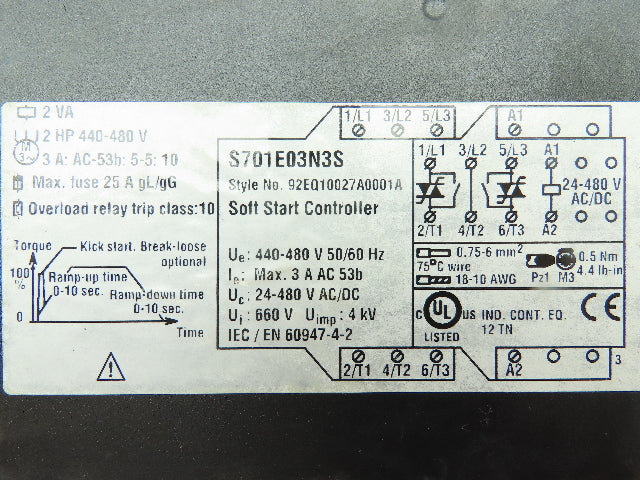 2 VA
2 HP 440-480 V
M
3~
3 A: AC-53b: 5-5: 10
Max. fuse 25 A gL/gG
Overload relay trip class:10
Torque
Kick start. Break-loose
optional
100
%
Ramp-up time
0-10 sec.
Ramp-down time
0-10 sec.
0
Time
S701E03N3S
Style No. 92EQ10027A0001A
Soft Start Controller
Ue: 440-480 V 50/60 Hz
Ie: Max. 3 A AC 53b
Uc: 24-480 V AC/DC
Ui: 660 V Uimp: 4 kV
IEC / EN 60947-4-2
1/L1 3/L2 5/L3
A1
1/L1 3/L2 5/L3 A1
24-480 V
AC/DC
2/T1 4/T2 6/T3 A2
0.75-6 mm²
75°C wire
18-10 AWG
Pz1 M3
0.5 Nm
4.4 lb-in
C UL US IND. CONT. EQ.
LISTED 12 TN
CE
2/T1 4/T2 6/T3
A2
3